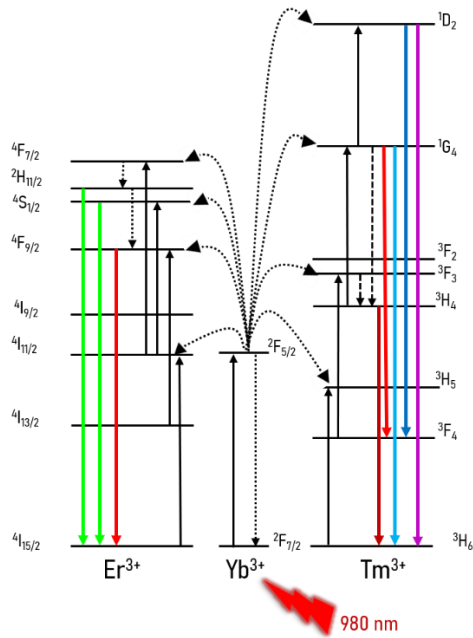 ¹D₂
¹G₄
⁴F₇/₂
²H₁₁/₂
⁴S₁/₂
⁴F₉/₂
³F₂
³F₃
³H₄
⁴I₉/₂
⁴I₁₁/₂
²F₅/₂
³H₅
⁴I₁₃/₂
³F₄
⁴I₁₅/₂
²F₇/₂
³H₆
Er³⁺
Yb³⁺
Tm³⁺
980 nm